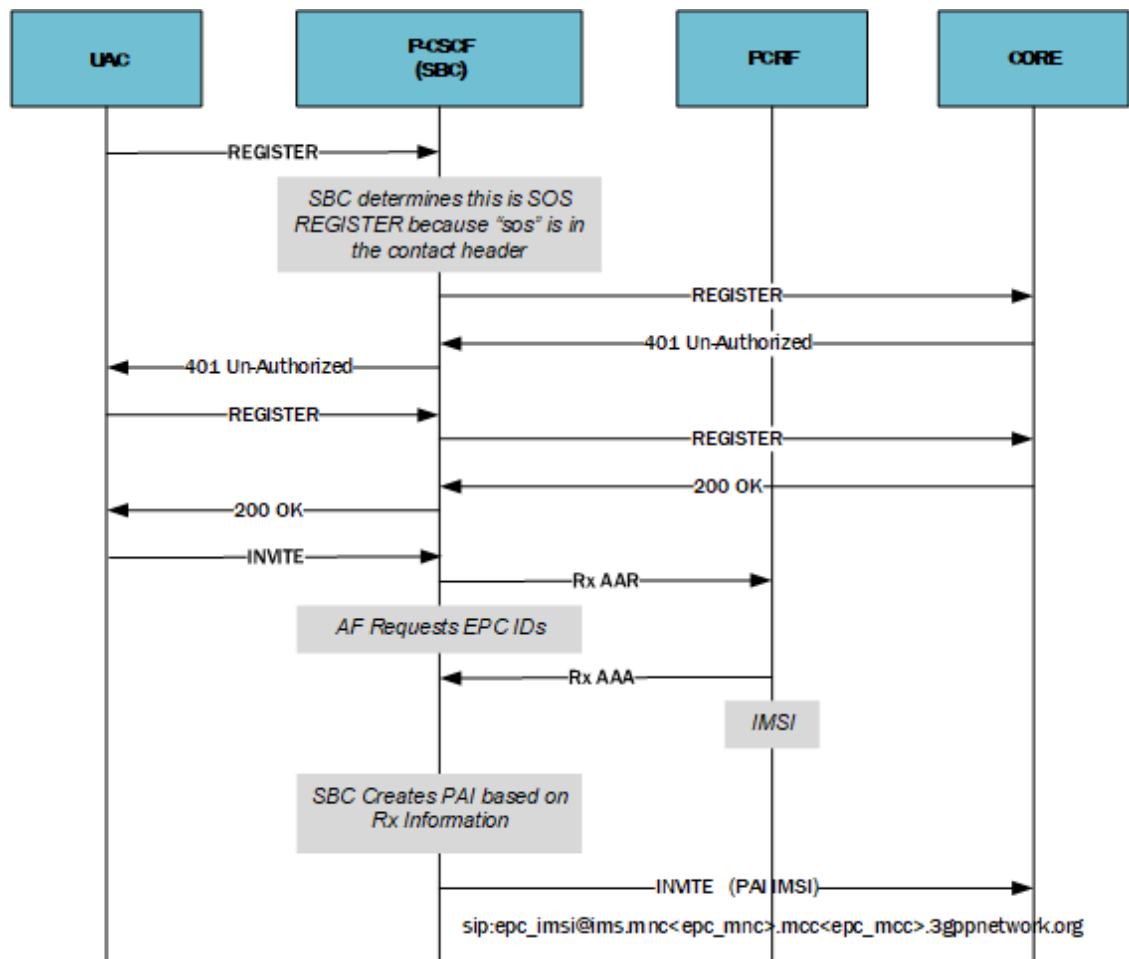 UAC
P-CSCF
(SBC)
PCRF
CORE
REGISTER
SBC determines this is SOS
REGISTER because "sos" is in
the contact header
REGISTER
401 Un-Authorized
401 Un-Authorized
REGISTER
REGISTER
200 OK
200 OK
INVITE
Rx AAR
AF Requests EPC IDs
Rx AAA
IMSI
SBC Creates PAI based on
Rx Information
INVITE (PAI IMSI)
sip:epc_imsi@ims.mnc<epc_mnc>.mcc<epc_mcc>.3gppnetwork.org